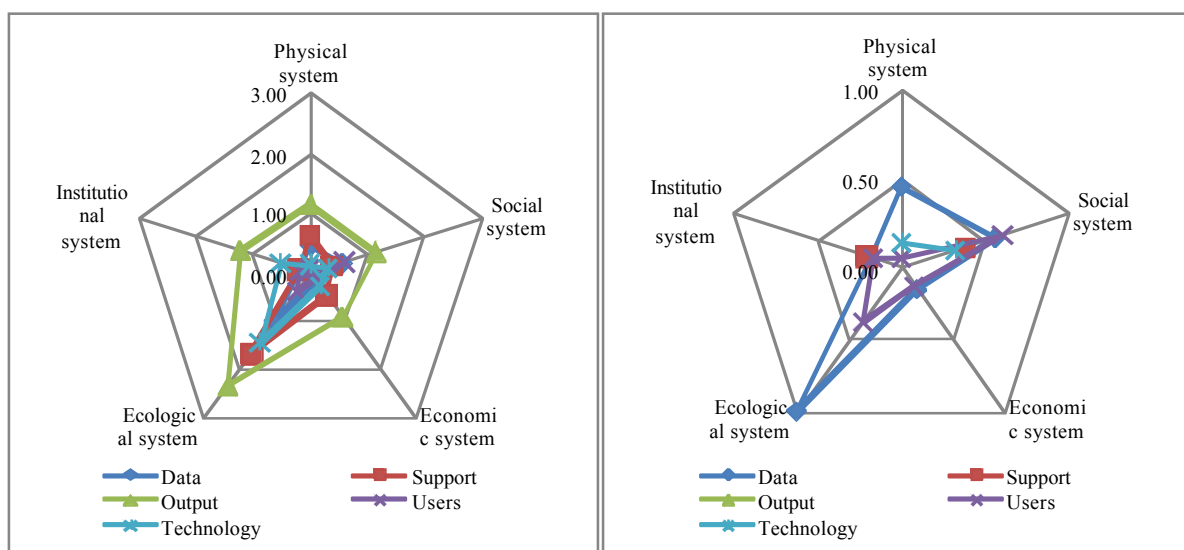 Physical
system
3.00
2.00
1.00
0.00
Institutio
nal
system
Social
system
Ecologic
al system
Economi
c system
Data
Support
Output
Users
Technology
Physical
system
1.00
0.50
0.00
Institutio
nal
system
Social
system
Ecologic
al system
Economi
c system
Data
Support
Output
Users
Technology